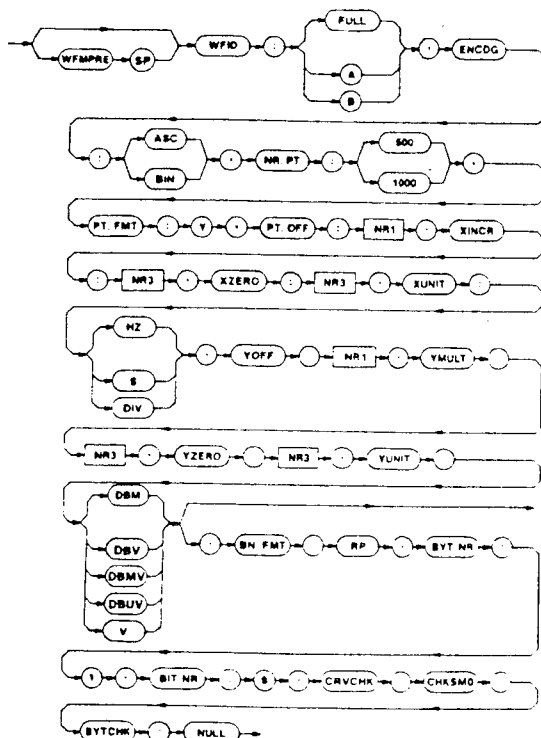 FULL
WFMPRE SP WFID : A , ENCDG
B
ASC 500
: , NR.PT : ,
BIN 1000
PT.FMT : Y , PT.OFF : NR1 , XINCR
: NR3 , XZERO : NR3 , XUNIT :
HZ
S , YOFF NR1 , YMULT
DIV
NR3 , YZERO NR3 , YUNIT
DBM
DBV BN.FMT RP BYT.NR
DBMV
DBUV
V
1 BIT.NR CRVCHK CHKSM0
BYTCHK NULL